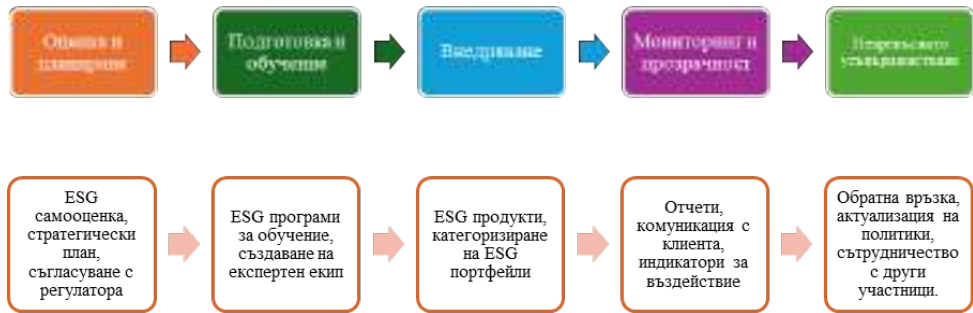 Оценка и
планиране
Подготовка и
обучение
Внедряване
Мониторинг и
прозрачност
ESG
самооценка,
стратегически
план,
съгласуване с
регулатора
ESG програми
за обучение,
създаване на
експертен екип
ESG продукти,
категоризиране
на ESG
портфейли
Отчети,
комуникация с
клиента,
индикатори за
въздействие
Обратна връзка,
актуализация на
политики,
сътрудничество
с други
участници.